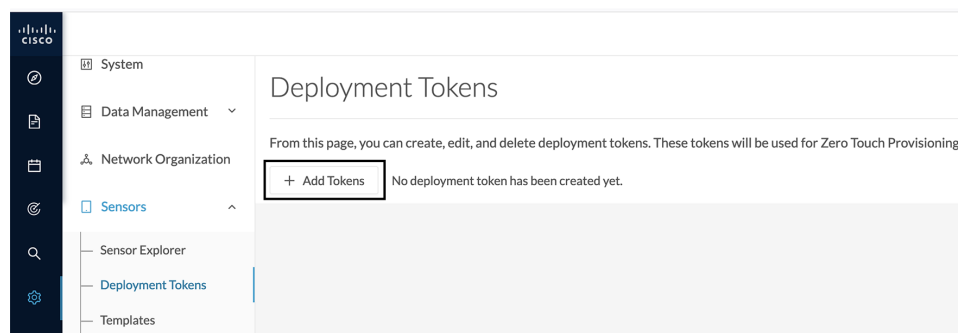 CISCO
System
Data Management
Network Organization
Sensors
Sensor Explorer
Deployment Tokens
Templates
Deployment Tokens
From this page, you can create, edit, and delete deployment tokens. These tokens will be used for Zero Touch Provisioning
+ Add Tokens No deployment token has been created yet.